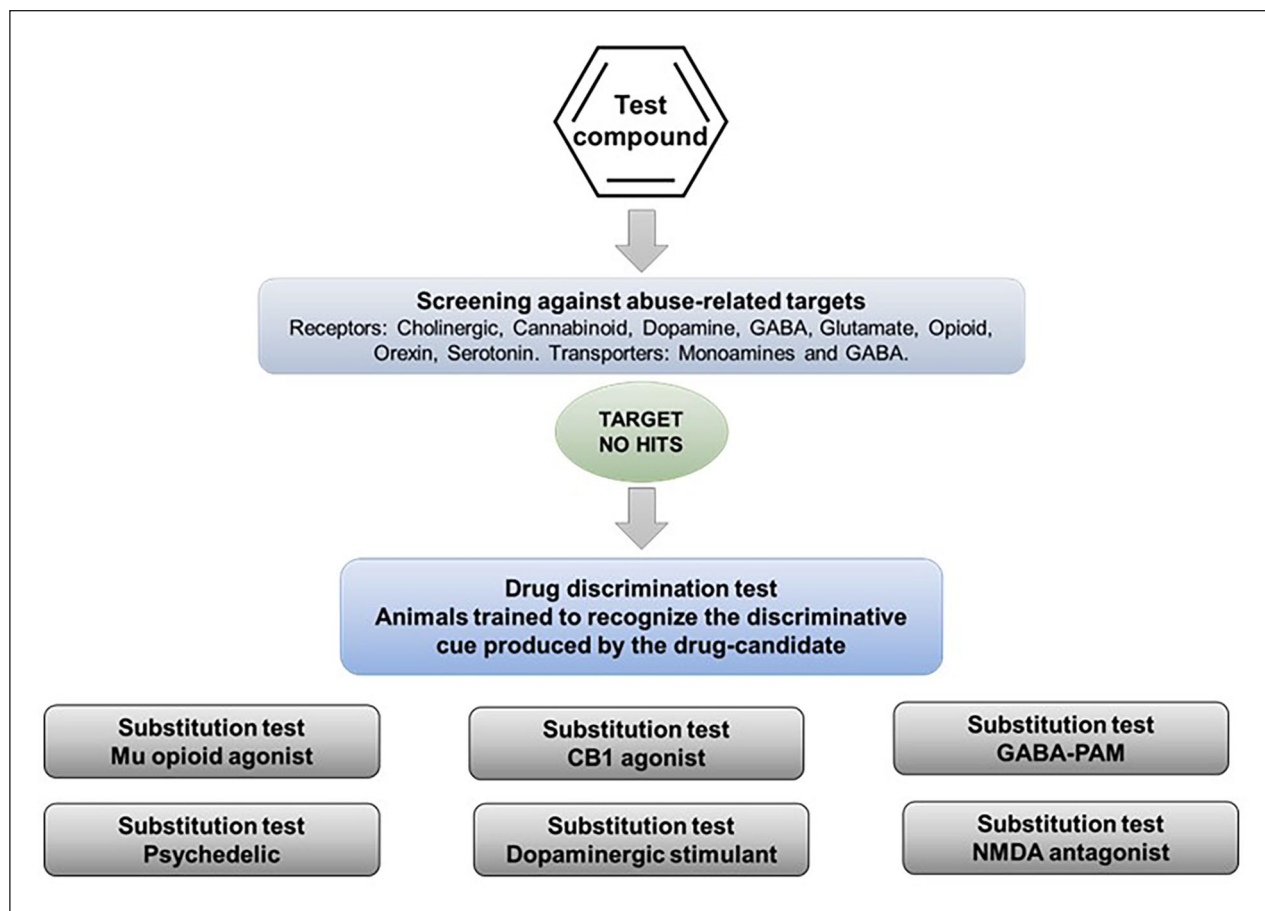 Test
compound
Screening against abuse-related targets
Receptors: Cholinergic, Cannabinoid, Dopamine, GABA, Glutamate, Opioid,
Orexin, Serotonin. Transporters: Monoamines and GABA.
TARGET
NO HITS
Drug discrimination test
Animals trained to recognize the discriminative
cue produced by the drug-candidate
Substitution test
Mu opioid agonist
Substitution test
CB1 agonist
Substitution test
GABA-PAM
Substitution test
Psychedelic
Substitution test
Dopaminergic stimulant
Substitution test
NMDA antagonist